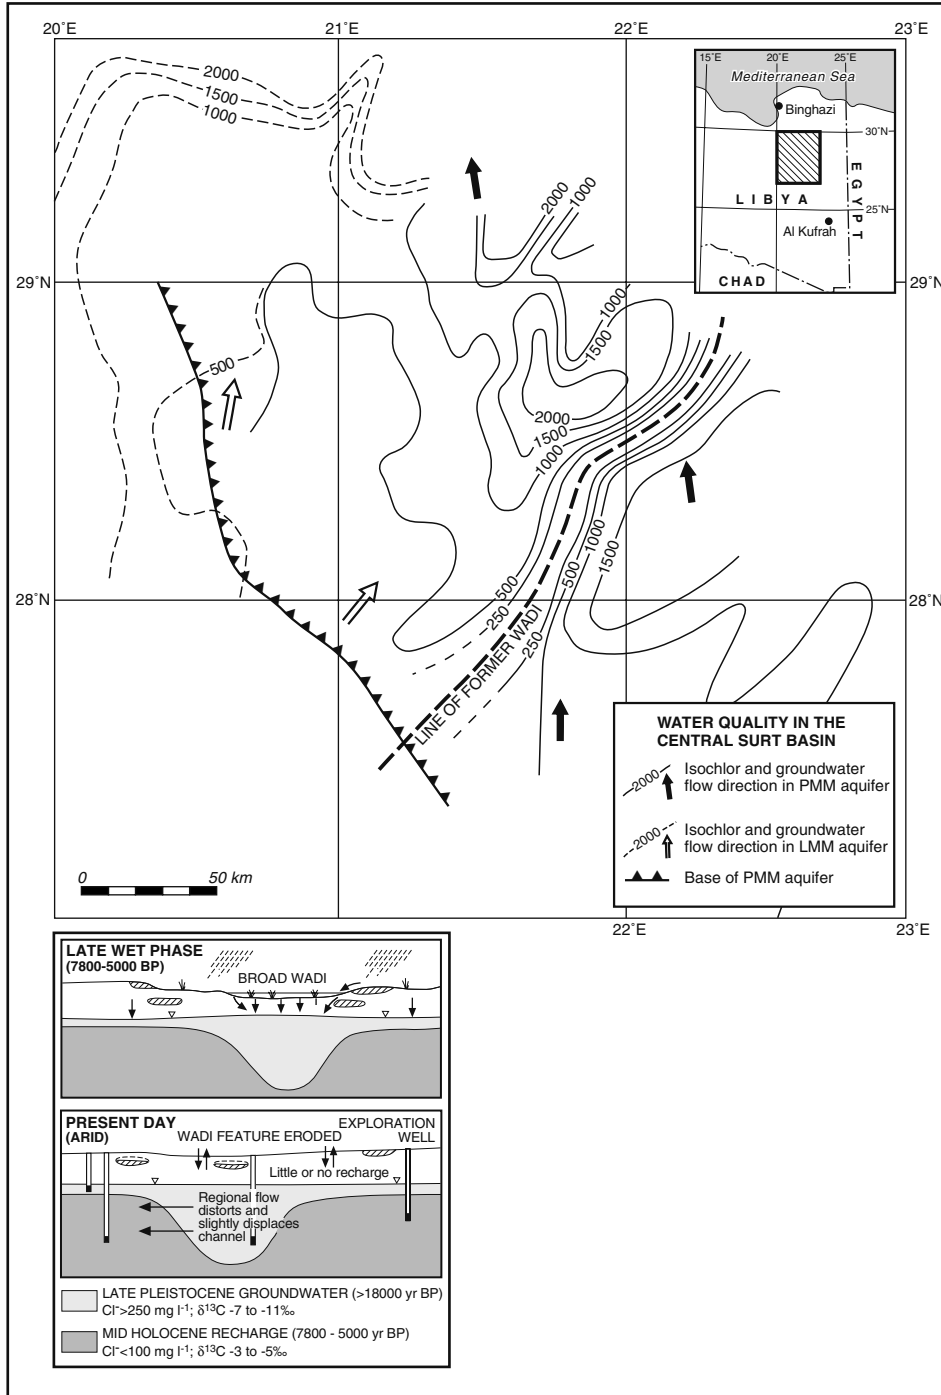 20˚E
21˚E
22˚E
23˚E
15˚E
20˚E
25˚E
Mediterranean Sea
Binghazi
30˚N
LIBYA
EGYPT
25˚N
Al Kufrah
CHAD
2000
1500
1000
2000
1000
29˚N
29˚N
500
1000
1500
2000
1500
1000
1000
1500
500
28˚N
28˚N
500
250
250
LINE OF FORMER WADI
WATER QUALITY IN THE
CENTRAL SURT BASIN
2000
Isochlor and groundwater
flow direction in PMM aquifer
2000
Isochlor and groundwater
flow direction in LMM aquifer
Base of PMM aquifer
0 50 km
22˚E
23˚E
LATE WET PHASE
(7800-5000 BP)
BROAD WADI
PRESENT DAY
(ARID)
WADI FEATURE ERODED
EXPLORATION
WELL
Little or no recharge
Regional flow
distorts and
slightly displaces
channel
LATE PLEISTOCENE GROUNDWATER (>18000 yr BP)
Cl⁻>250 mg l⁻¹; δ¹³C -7 to -11‰
MID HOLOCENE RECHARGE (7800 - 5000 yr BP)
Cl⁻<100 mg l⁻¹; δ¹³C -3 to -5‰